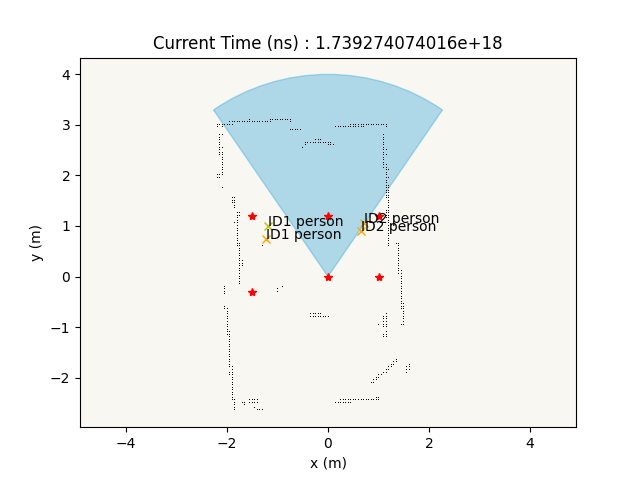 Current Time (ns) : 1.739274074016e+18
y (m)
4
3
2
1
0
−1
−2
ID1 person
ID1 person
ID2 person
ID2 person
−4
−2
0
2
4
x (m)